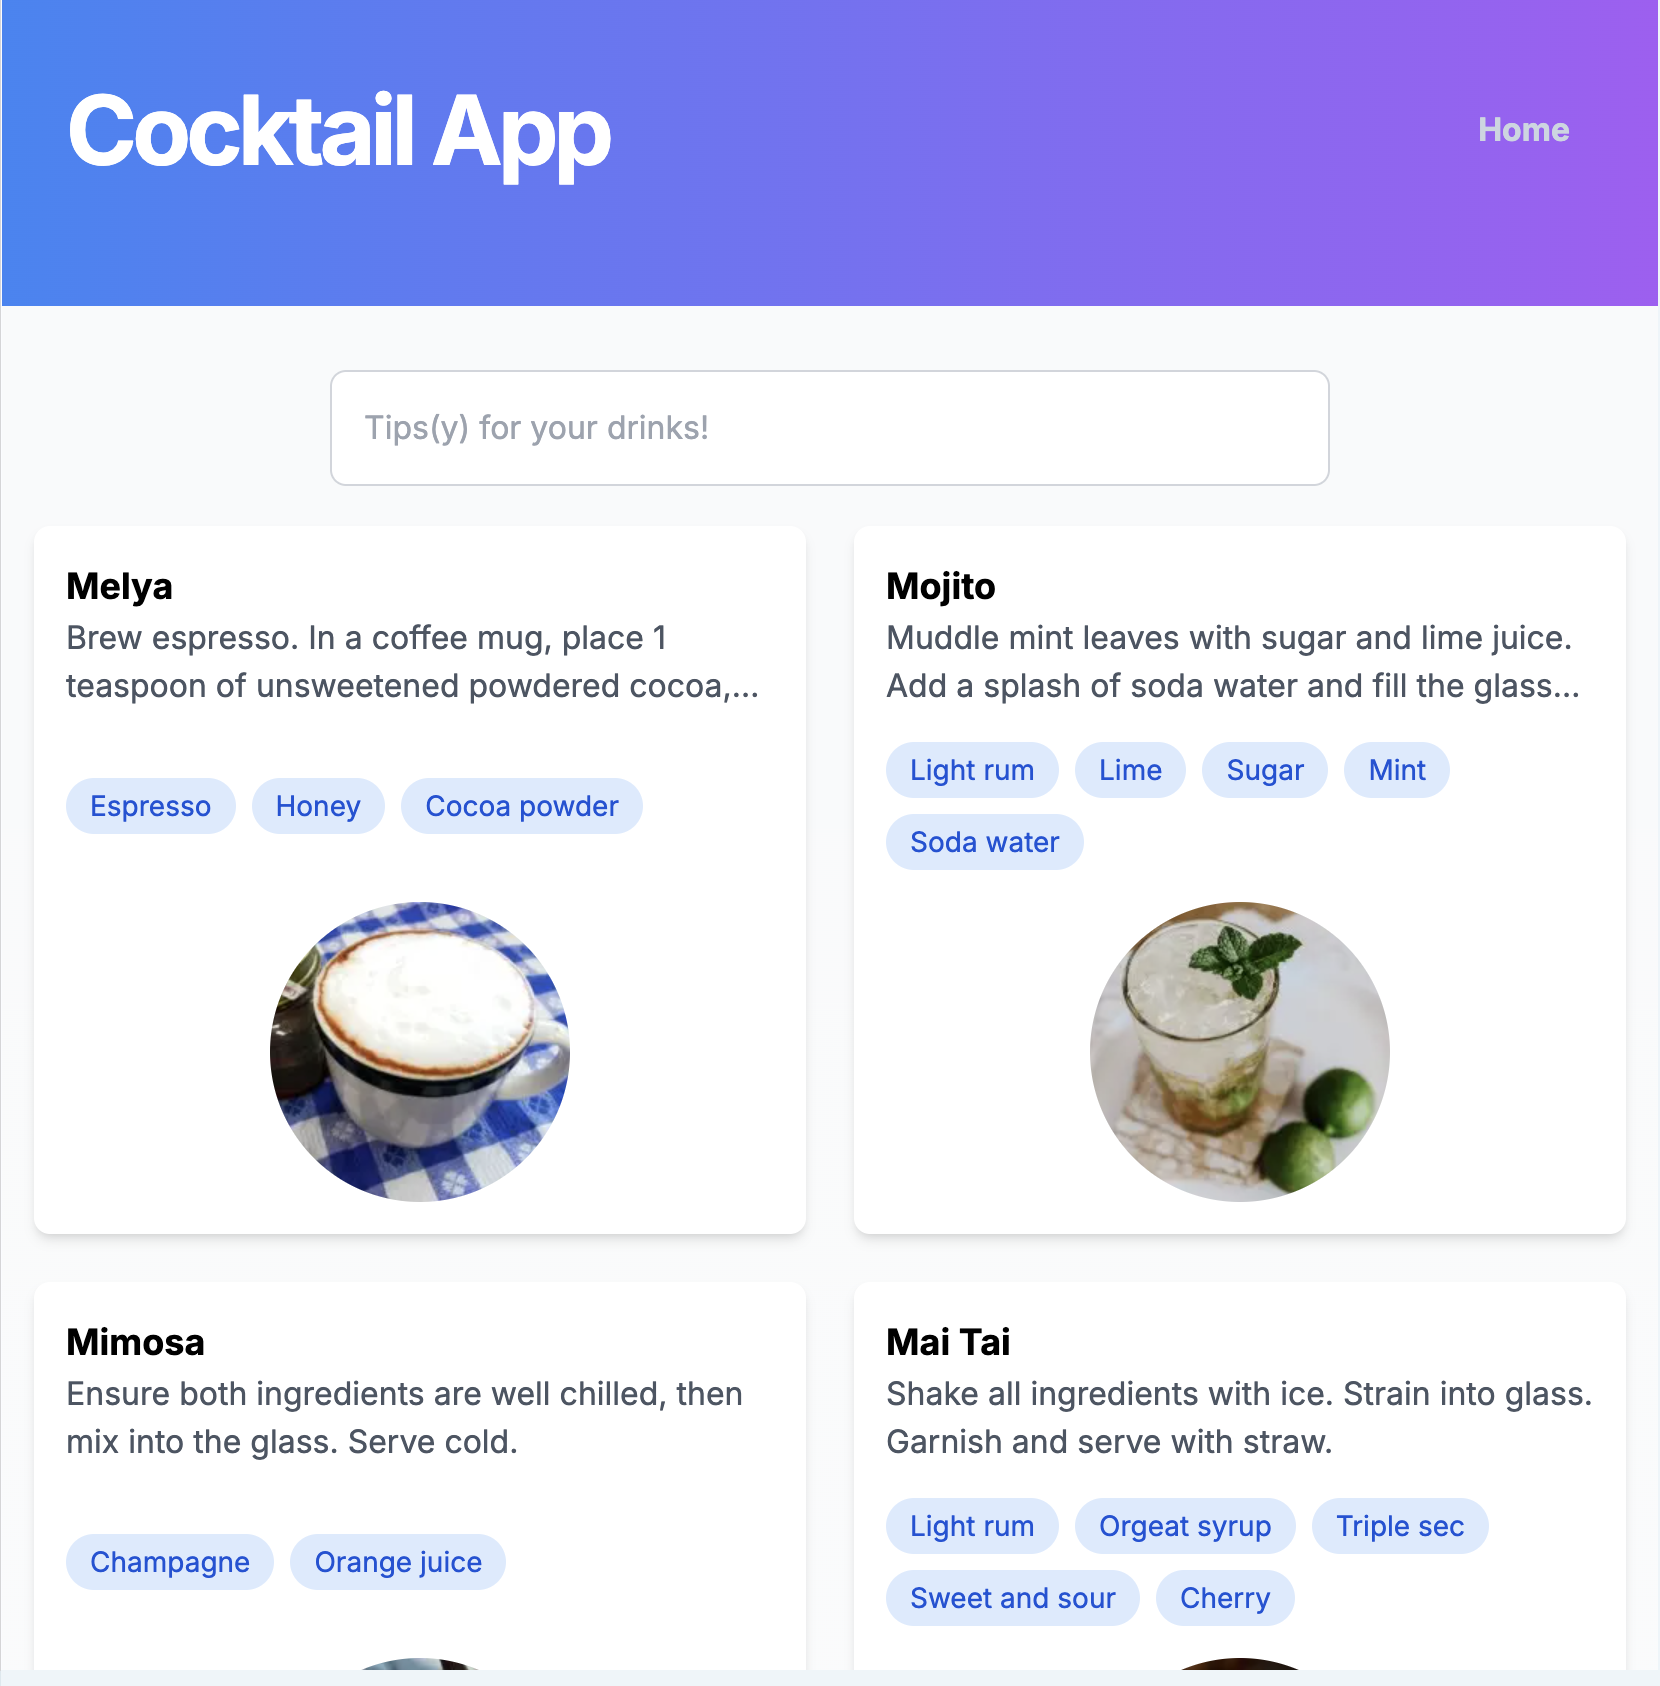 Cocktail App
Home
Tips(y) for your drinks!
Melya
Brew espresso. In a coffee mug, place 1
teaspoon of unsweetened powdered cocoa,...
Espresso Honey Cocoa powder
Mojito
Muddle mint leaves with sugar and lime juice.
Add a splash of soda water and fill the glass...
Light rum Lime Sugar Mint
Soda water
Mimosa
Ensure both ingredients are well chilled, then
mix into the glass. Serve cold.
Champagne Orange juice
Mai Tai
Shake all ingredients with ice. Strain into glass.
Garnish and serve with straw.
Light rum Orgeat syrup Triple sec
Sweet and sour Cherry